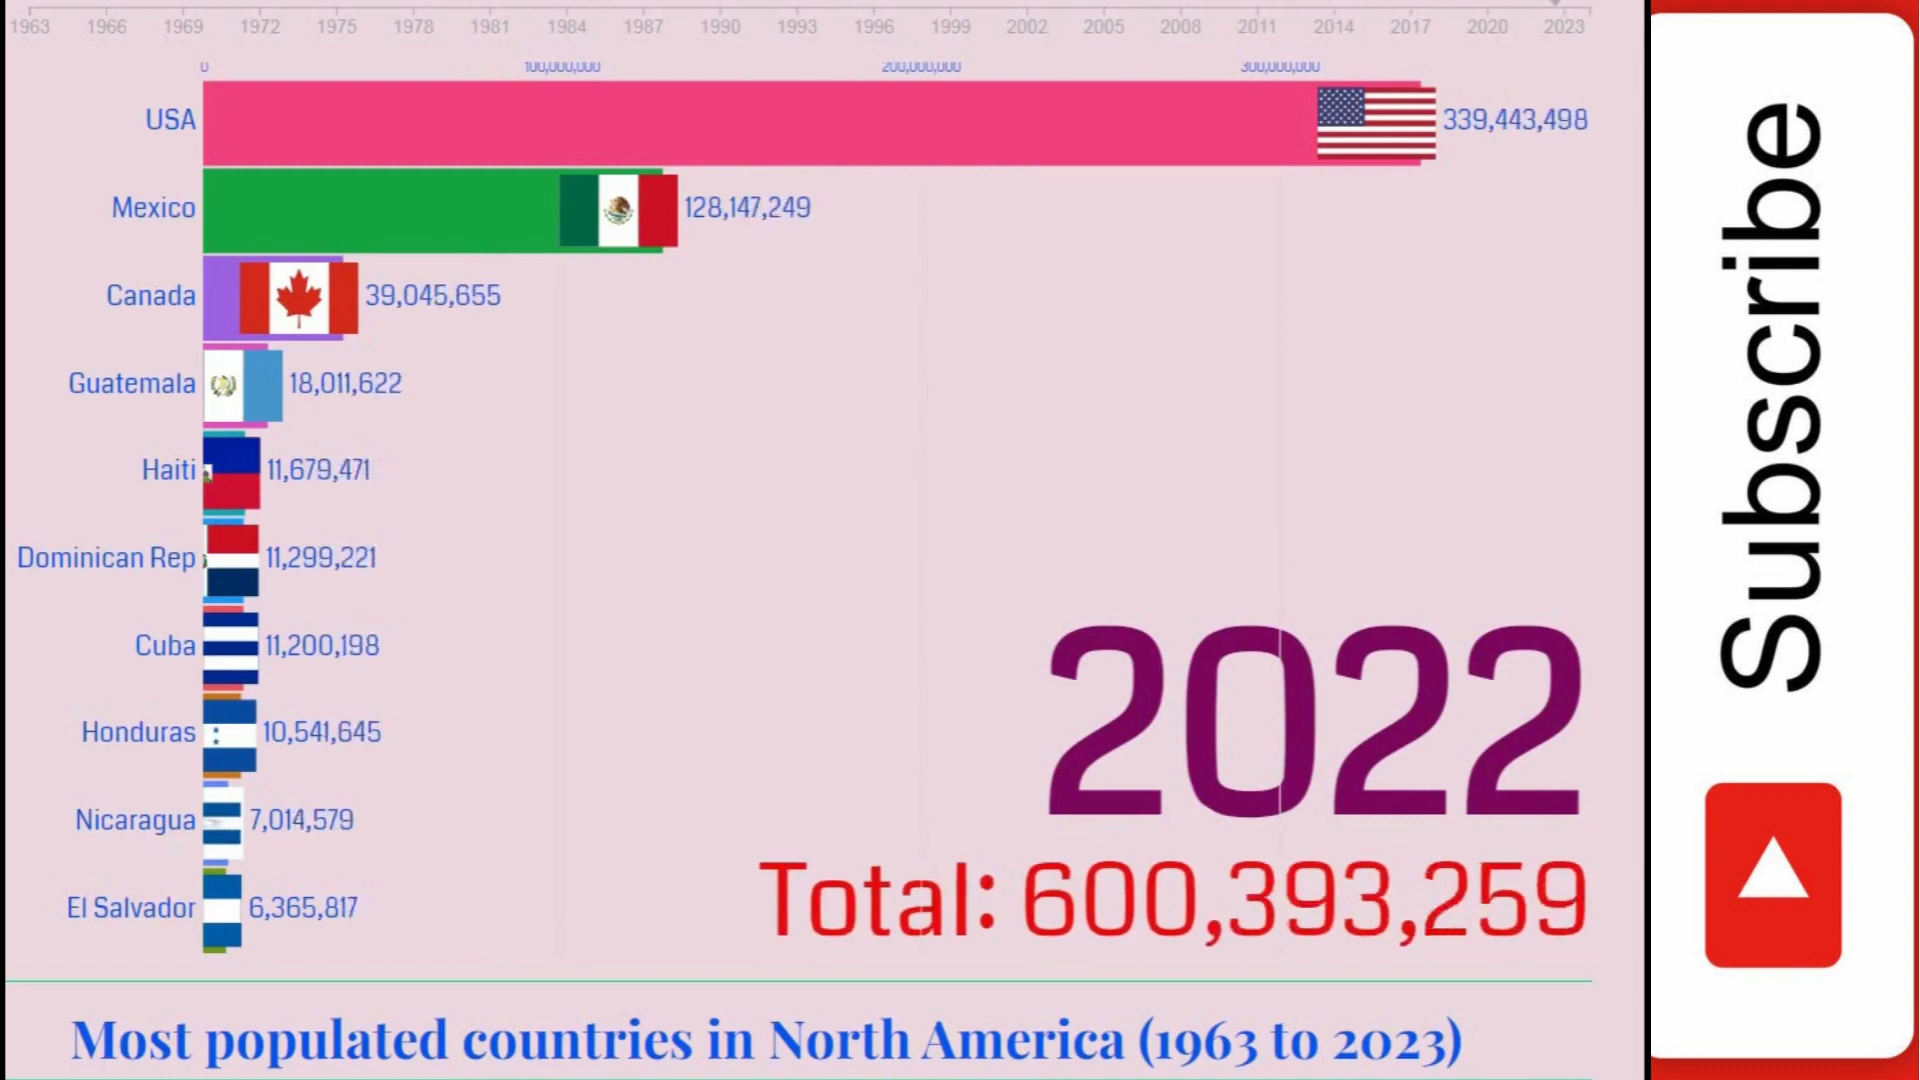 1963 1966 1969 1972 1975 1978 1981 1984 1987 1990 1993 1996 1999 2002 2005 2008 2011 2014 2017 2020 2023
0 100,000,000 200,000,000 300,000,000
USA 339,443,498
Mexico 128,147,249
Canada 39,045,655
Guatemala 18,011,622
Haiti 11,679,471
Dominican Rep 11,299,221
Cuba 11,200,198
Honduras 10,541,645
Nicaragua 7,014,579
El Salvador 6,365,817
2022
Total: 600,393,259
Most populated countries in North America (1963 to 2023)
Subscribe